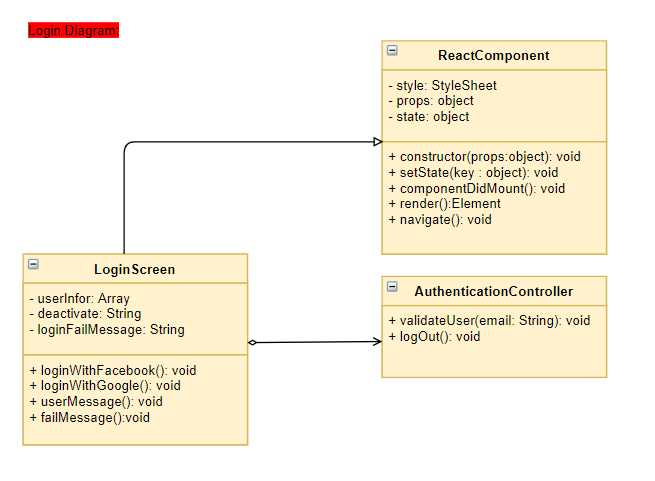 Login Diagram:
ReactComponent
- style: StyleSheet
- props: object
- state: object
+ constructor(props:object): void
+ setState(key : object): void
+ componentDidMount(): void
+ render():Element
+ navigate(): void
LoginScreen
- userInfor: Array
- deactivate: String
- loginFailMessage: String
+ loginWithFacebook(): void
+ loginWithGoogle(): void
+ userMessage(): void
+ failMessage():void
AuthenticationController
+ validateUser(email: String): void
+ logOut(): void